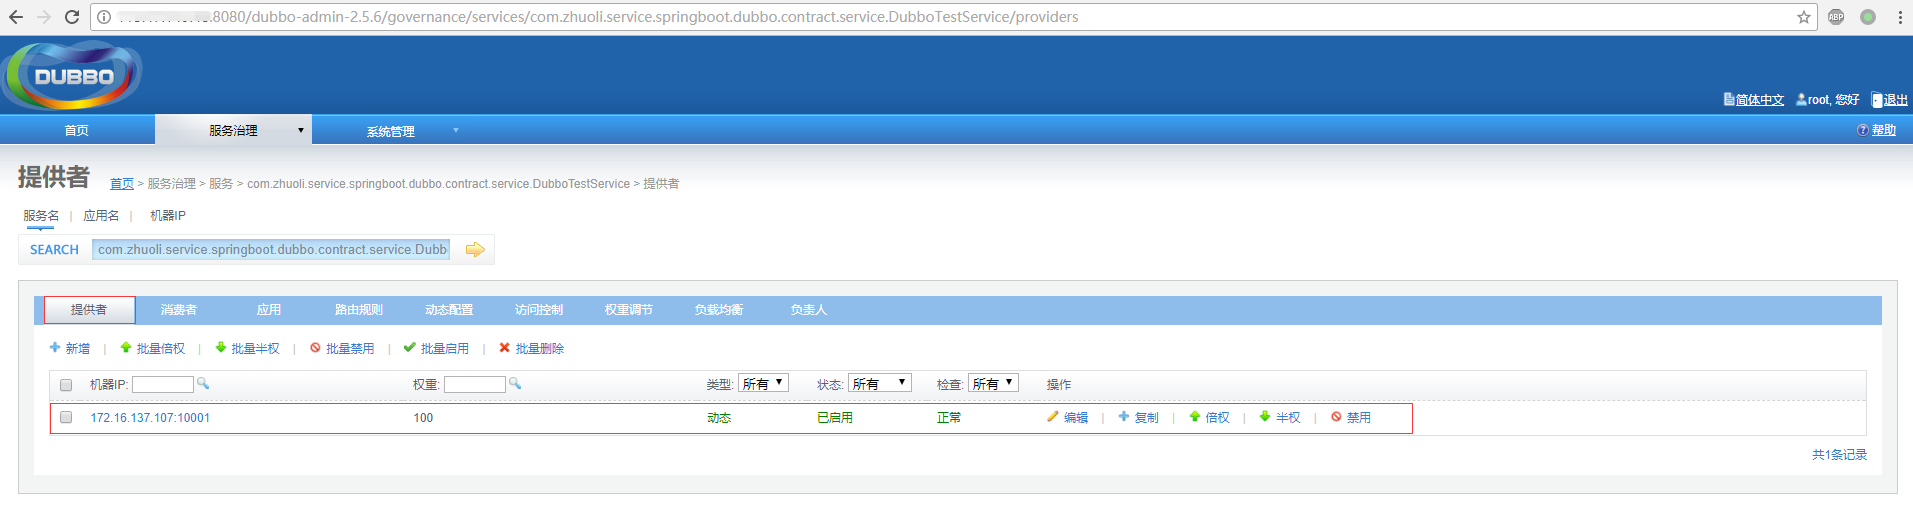 .8080/dubbo-admin-2.5.6/governance/services/com.zhuoli.service.springboot.dubbo.contract.service.DubboTestService/providers
ABP
DUBBO
简体中文 root, 您好 退出
首页 服务治理 系统管理 帮助
提供者 首页 > 服务治理 > 服务 > com.zhuoli.service.springboot.dubbo.contract.service.DubboTestService > 提供者
服务名 | 应用名 | 机器IP
SEARCH com.zhuoli.service.springboot.dubbo.contract.service.Dubb
提供者 消费者 应用 路由规则 动态配置 访问控制 权重调节 负载均衡 负责人
新增 | 批量倍权 | 批量半权 | 批量禁用 | 批量启用 | 批量删除
机器IP: 权重: 类型: 所有 状态: 所有 检查: 所有 操作
172.16.137.107:10001 100 动态 已启用 正常 编辑 | 复制 | 倍权 | 半权 | 禁用
共1条记录